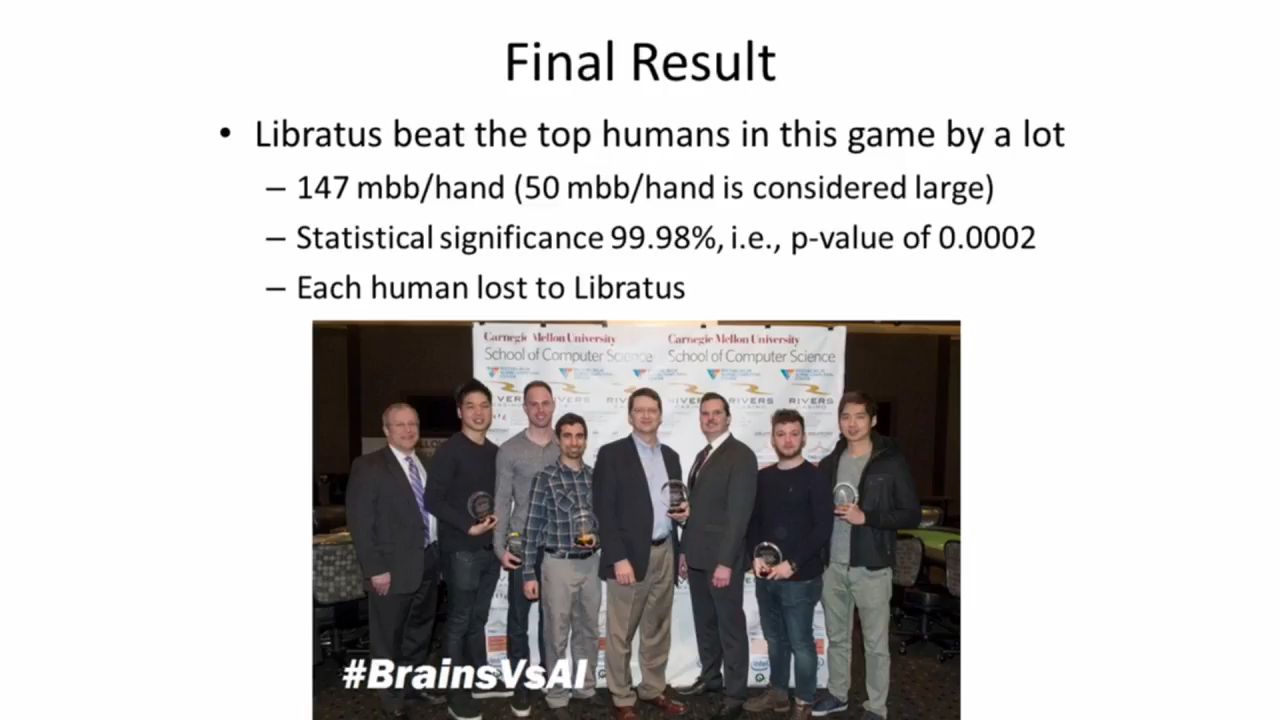 Final Result
• Libratus beat the top humans in this game by a lot
– 147 mbb/hand (50 mbb/hand is considered large)
– Statistical significance 99.98%, i.e., p-value of 0.0002
– Each human lost to Libratus
Carnegie Mellon University Carnegie Mellon University
School of Computer Science School of Computer Science
RIVERS RIVERS
CASINO
intel
#BrainsVsAI